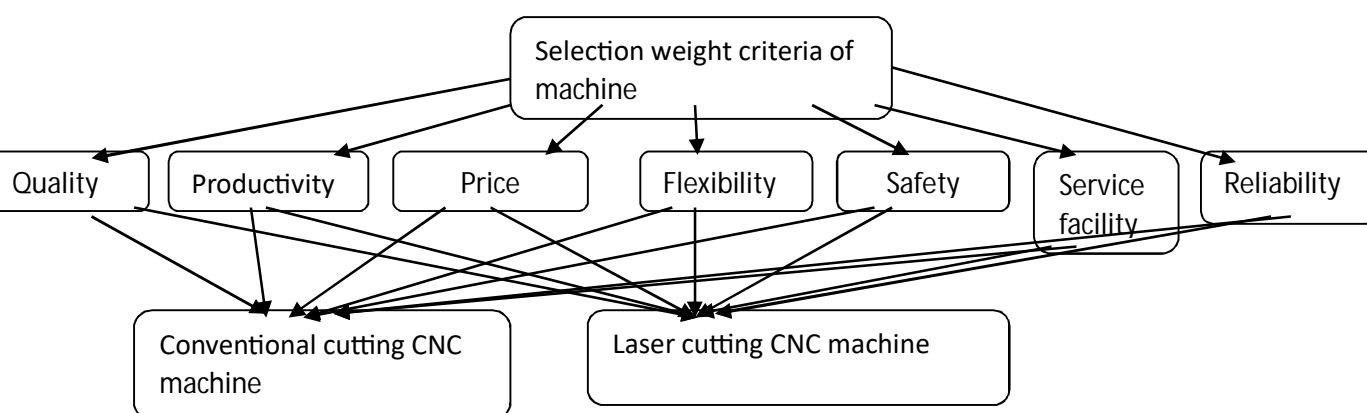 Selection weight criteria of
machine
Quality
Productivity
Price
Flexibility
Safety
Service
facility
Reliability
Conventional cutting CNC
machine
Laser cutting CNC machine